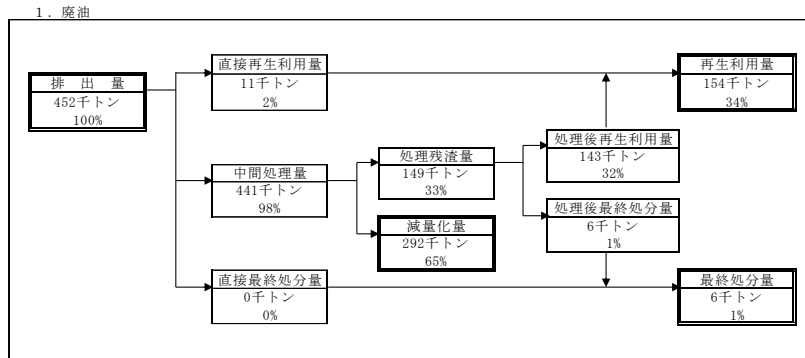 1．廃油
排　出　量
452千トン
100%
直接再生利用量
11千トン
2%
中間処理量
441千トン
98%
直接最終処分量
0千トン
0%
処理残渣量
149千トン
33%
減量化量
292千トン
65%
処理後再生利用量
143千トン
32%
処理後最終処分量
6千トン
1%
再生利用量
154千トン
34%
最終処分量
6千トン
1%